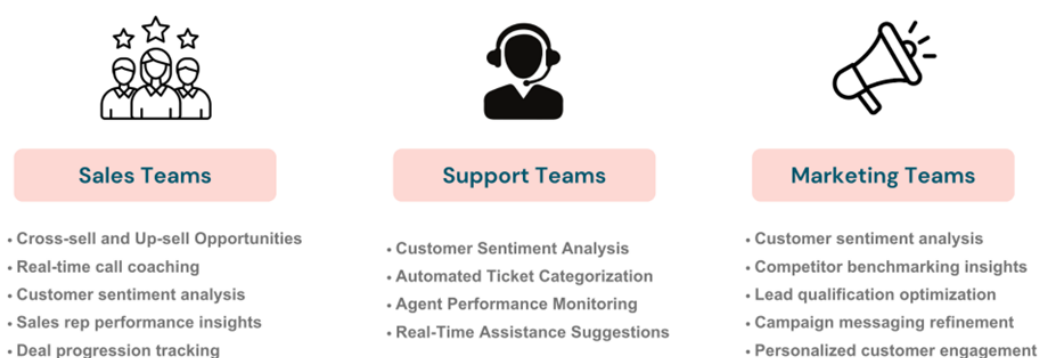 Sales Teams
• Cross-sell and Up-sell Opportunities
• Real-time call coaching
• Customer sentiment analysis
• Sales rep performance insights
• Deal progression tracking
Support Teams
• Customer Sentiment Analysis
• Automated Ticket Categorization
• Agent Performance Monitoring
• Real-Time Assistance Suggestions
Marketing Teams
• Customer sentiment analysis
• Competitor benchmarking insights
• Lead qualification optimization
• Campaign messaging refinement
• Personalized customer engagement